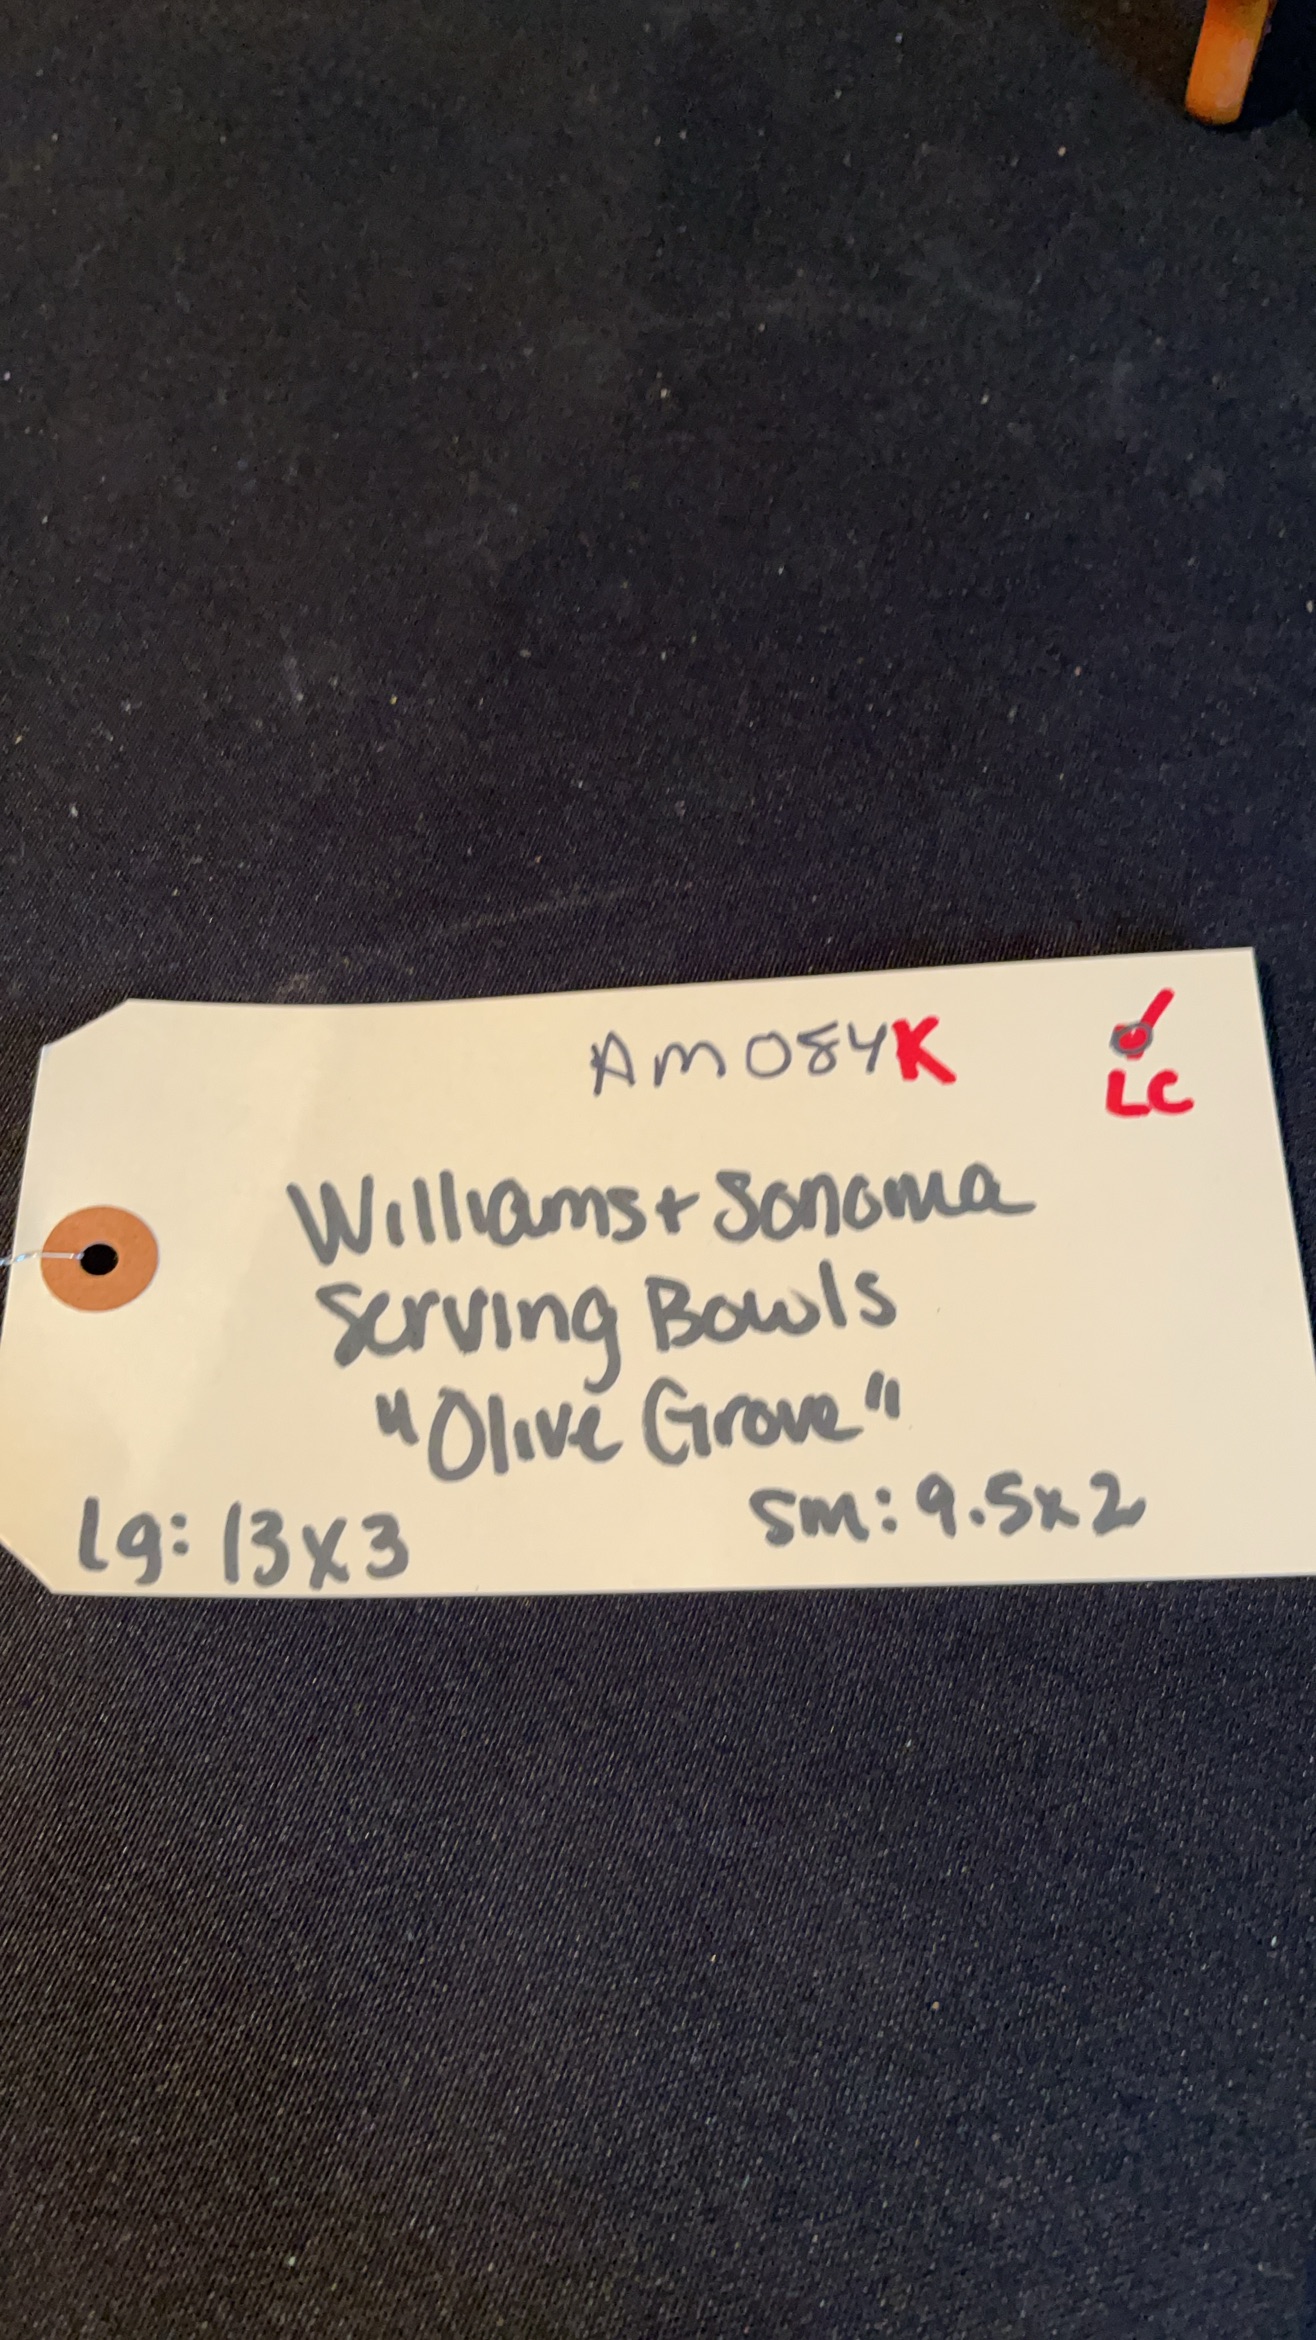 AM084K
LC
Williams + Sonoma
Serving Bowls
"Olive Grove"
lg: 13x3
sm: 9.5x2